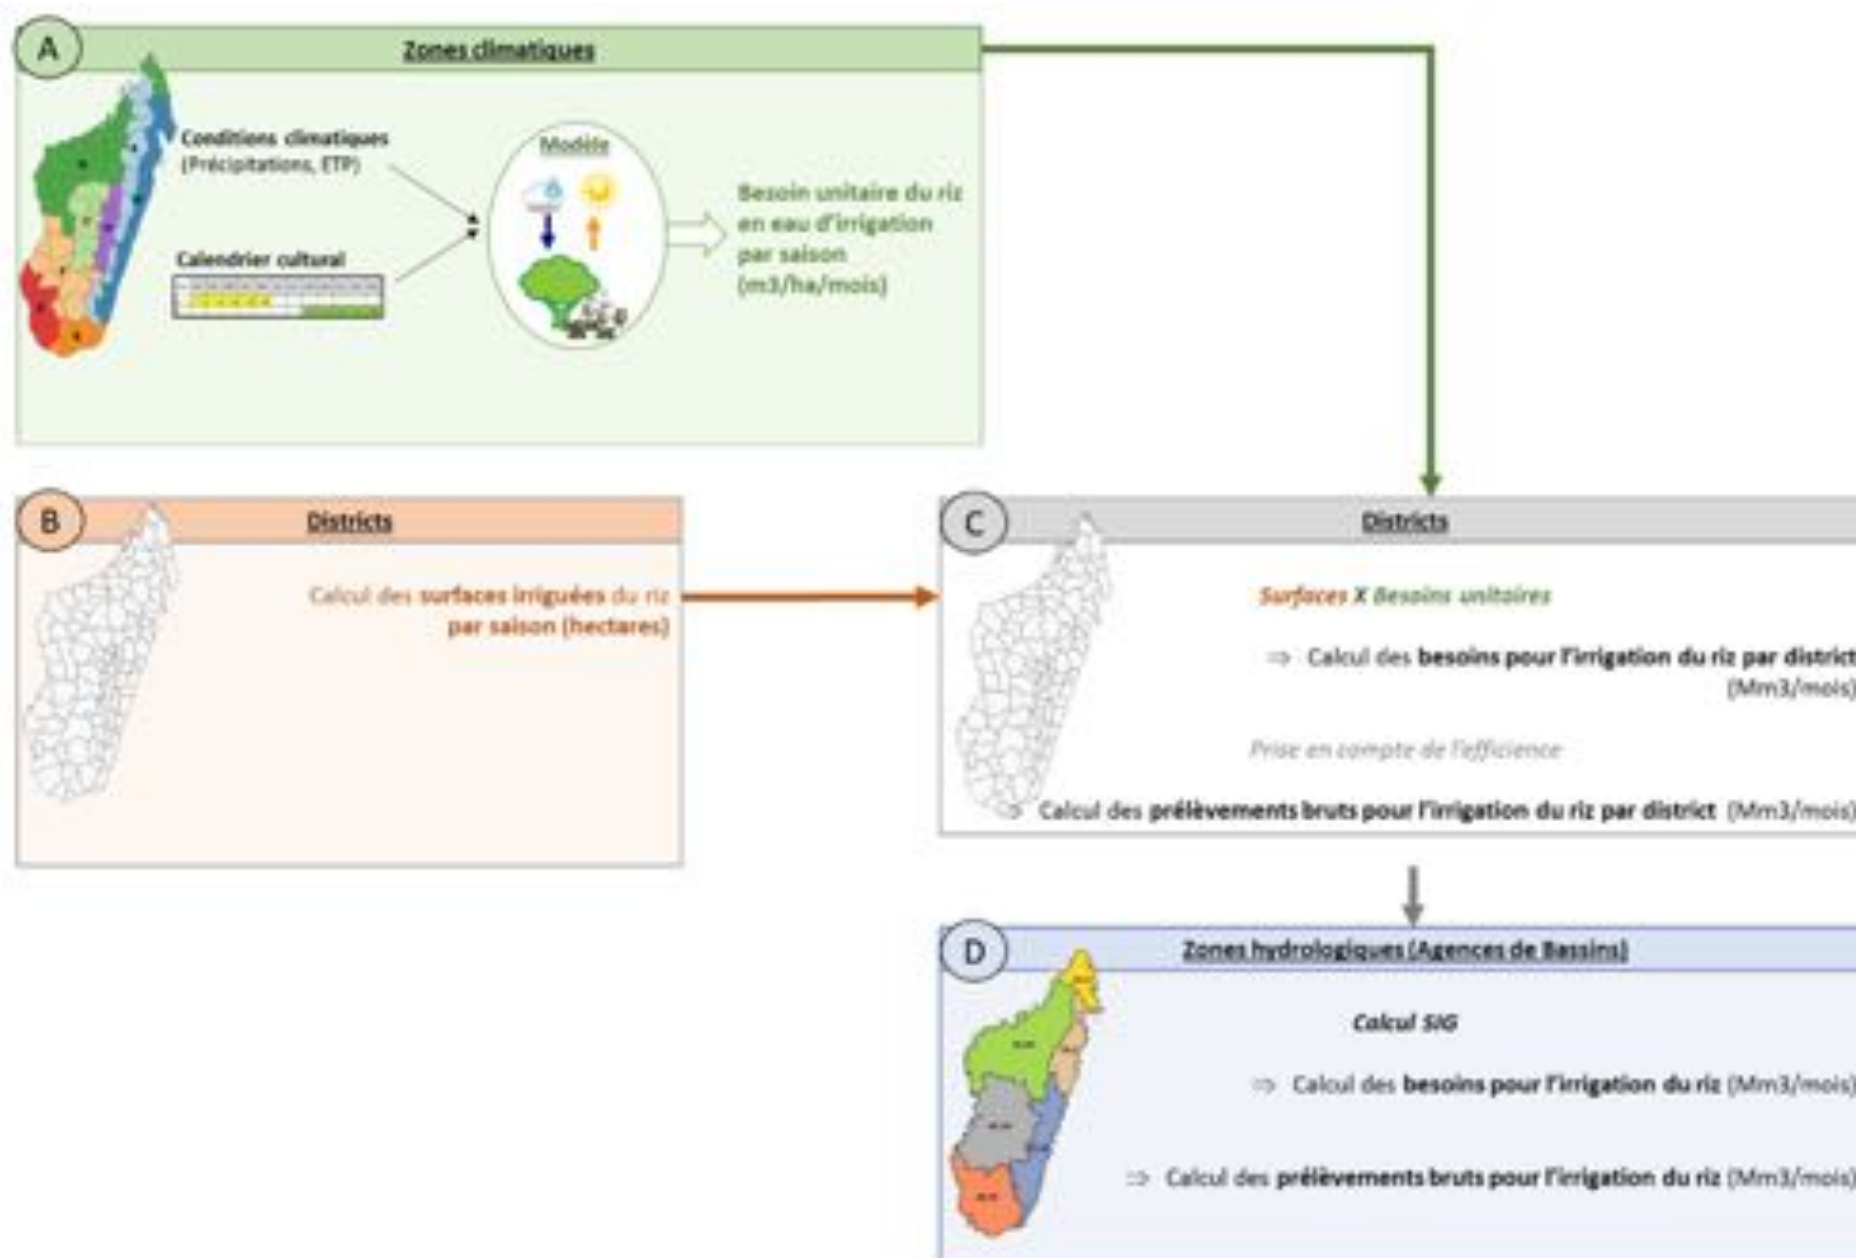 A
Zones climatiques
Conditions climatiques
(Précipitations, ETP)
Calendrier cultural
Modèle
Besoin unitaire du riz
en eau d'irrigation
par saison
(m3/ha/mois)
B
Districts
Calcul des surfaces irriguées du riz
par saison (hectares)
C
Districts
Surfaces X Besoins unitaires
⇒ Calcul des besoins pour l'irrigation du riz par district
(Mm3/mois)
Prise en compte de l'efficience
⇒ Calcul des prélèvements bruts pour l'irrigation du riz par district (Mm3/mois)
D
Zones hydrologiques (Agences de Bassins)
Calcul SIG
⇒ Calcul des besoins pour l'irrigation du riz (Mm3/mois)
⇒ Calcul des prélèvements bruts pour l'irrigation du riz (Mm3/mois)